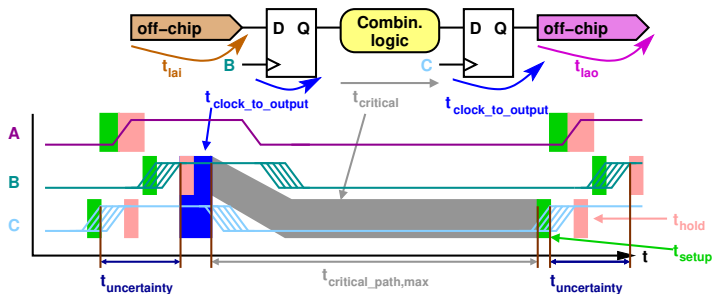 off-chip
D Q
Combin.
logic
D Q
off-chip
t_lai
B
C
t_lao
t_clock_to_output
t_critical
t_clock_to_output
A
B
C
t_hold
t_setup
t
t_uncertainty
t_critical_path,max
t_uncertainty